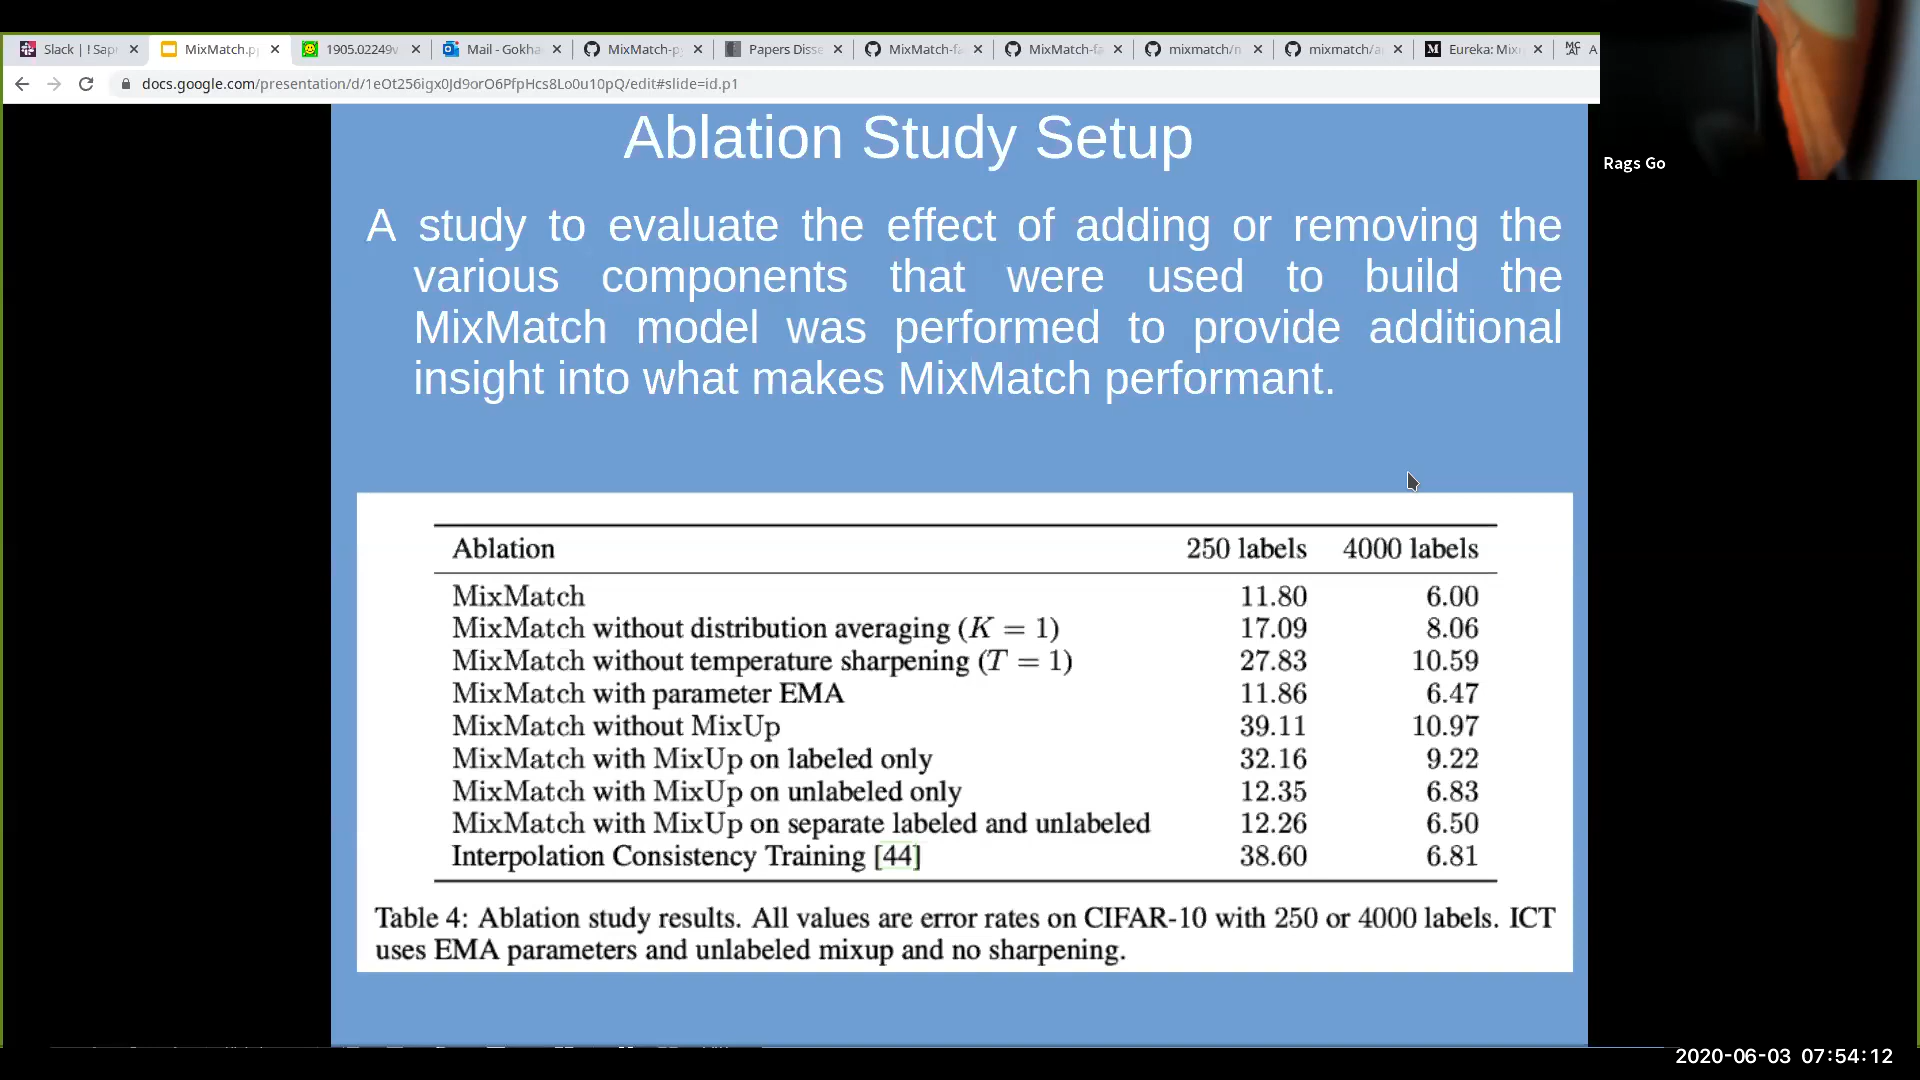 Slack | ! Sap
MixMatch.p
1905.02249v
Mail - Gokha
MixMatch-p
Papers Disse
MixMatch-fa
MixMatch-fa
mixmatch/n
mixmatch/a
Eureka: Mix
A
docs.google.com/presentation/d/1eOt256igx0Jd9orO6PfpHcs8Lo0u10pQ/edit#slide=id.p1
Rags Go
Ablation Study Setup
A study to evaluate the effect of adding or removing the
various components that were used to build the
MixMatch model was performed to provide additional
insight into what makes MixMatch performant.
Ablation 250 labels 4000 labels
MixMatch 11.80 6.00
MixMatch without distribution averaging (K = 1) 17.09 8.06
MixMatch without temperature sharpening (T = 1) 27.83 10.59
MixMatch with parameter EMA 11.86 6.47
MixMatch without MixUp 39.11 10.97
MixMatch with MixUp on labeled only 32.16 9.22
MixMatch with MixUp on unlabeled only 12.35 6.83
MixMatch with MixUp on separate labeled and unlabeled 12.26 6.50
Interpolation Consistency Training [44] 38.60 6.81
Table 4: Ablation study results. All values are error rates on CIFAR-10 with 250 or 4000 labels. ICT
uses EMA parameters and unlabeled mixup and no sharpening.
2020-06-03 07:54:12